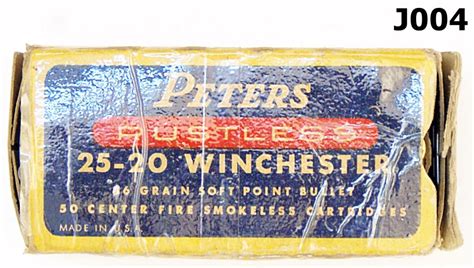 J004
PETERS
RUSTLESS
25-20 WINCHESTER
86 GRAIN SOFT POINT BULLET
50 CENTER FIRE SMOKELESS CARTRIDGES
MADE IN U.S.A.